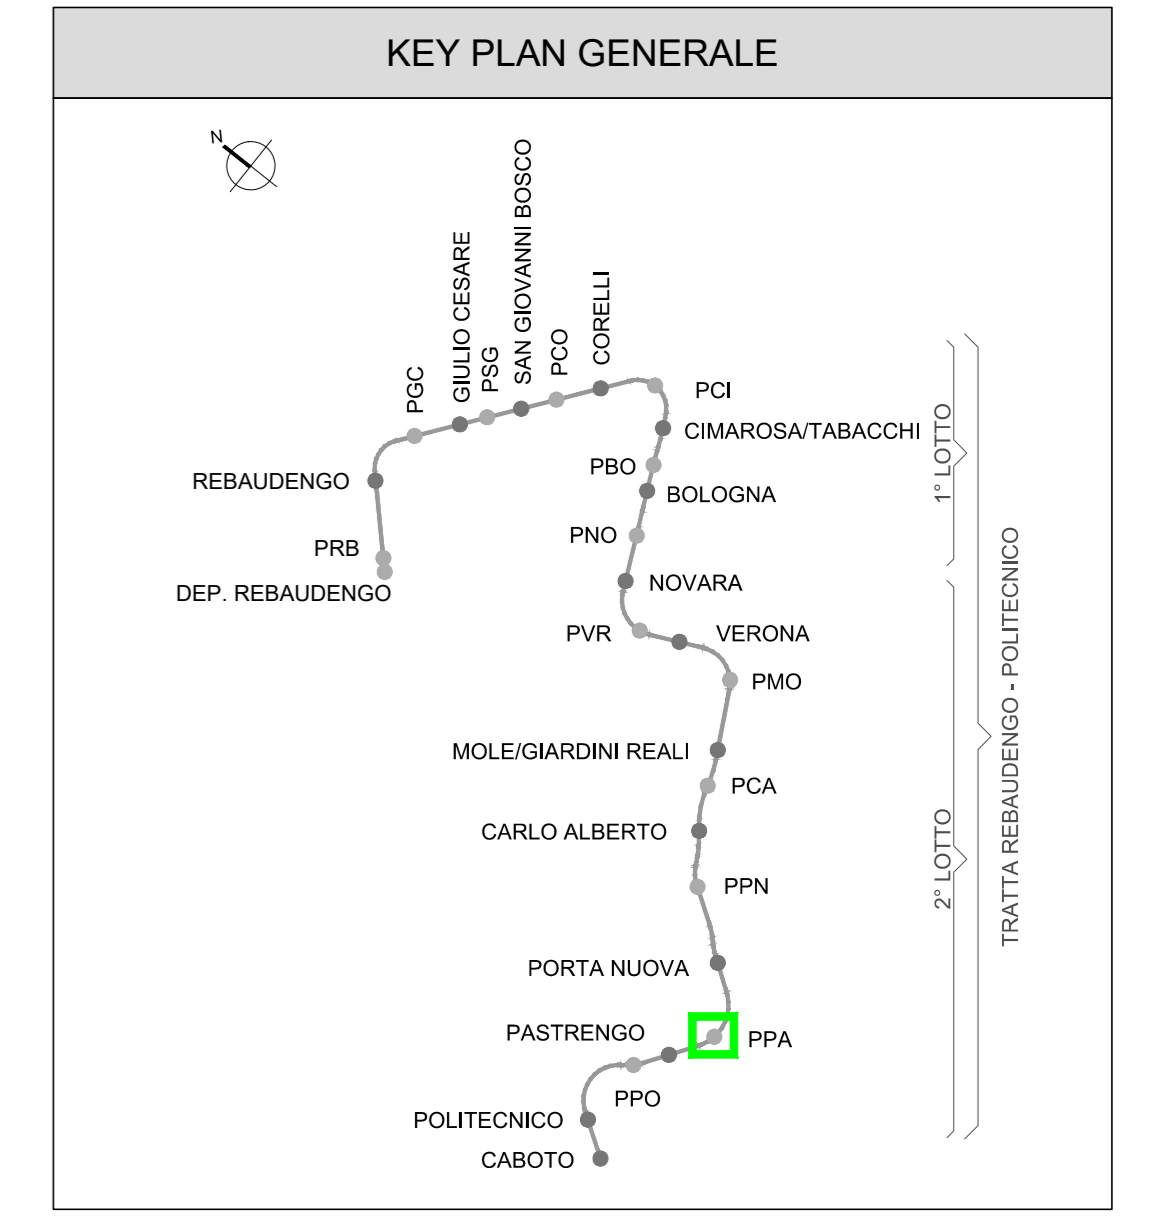 KEY PLAN GENERALE
N
PGC
GIULIO CESARE
PSG
SAN GIOVANNI BOSCO
PCO
CORELLI
PCI
CIMAROSA/TABACCHI
PBO
BOLOGNA
REBAUDENGO
PNO
PRB
NOVARA
DEP. REBAUDENGO
PVR
VERONA
PMO
MOLE/GIARDINI REALI
PCA
CARLO ALBERTO
PPN
PORTA NUOVA
PASTRENGO
PPA
PPO
POLITECNICO
CABOTO
1° LOTTO
2° LOTTO
TRATTA REBAUDENGO - POLITECNICO